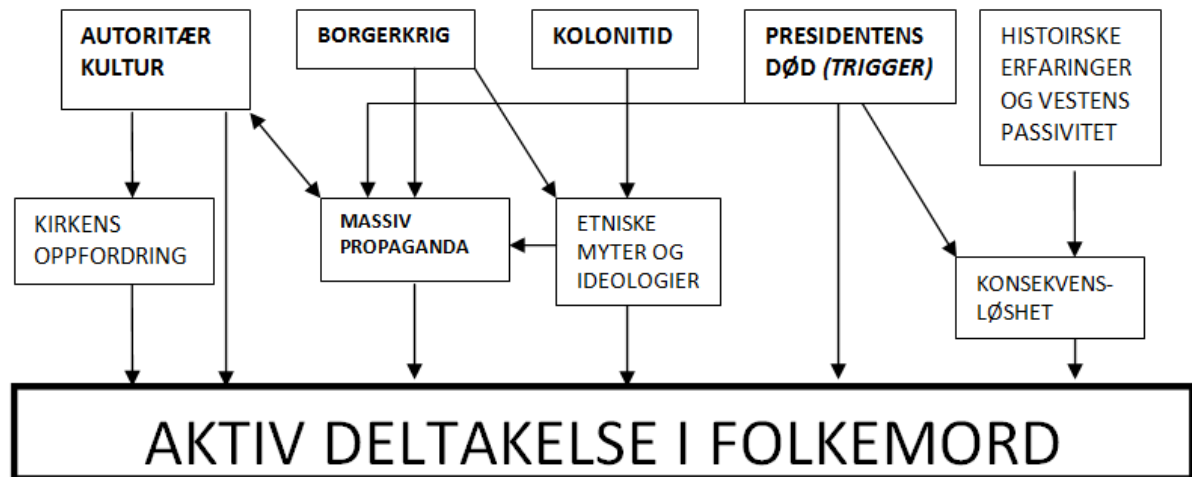 AUTORITÆR
KULTUR
BORGERKRIG
KOLONITID
PRESIDENTENS
DØD (TRIGGER)
HISTOIRSKE
ERFARINGER
OG VESTENS
PASSIVITET
KIRKENS
OPPFORDRING
MASSIV
PROPAGANDA
ETNISKE
MYTER OG
IDEOLOGIER
KONSEKVENS-
LØSHET
AKTIV DELTAKELSE I FOLKEMORD